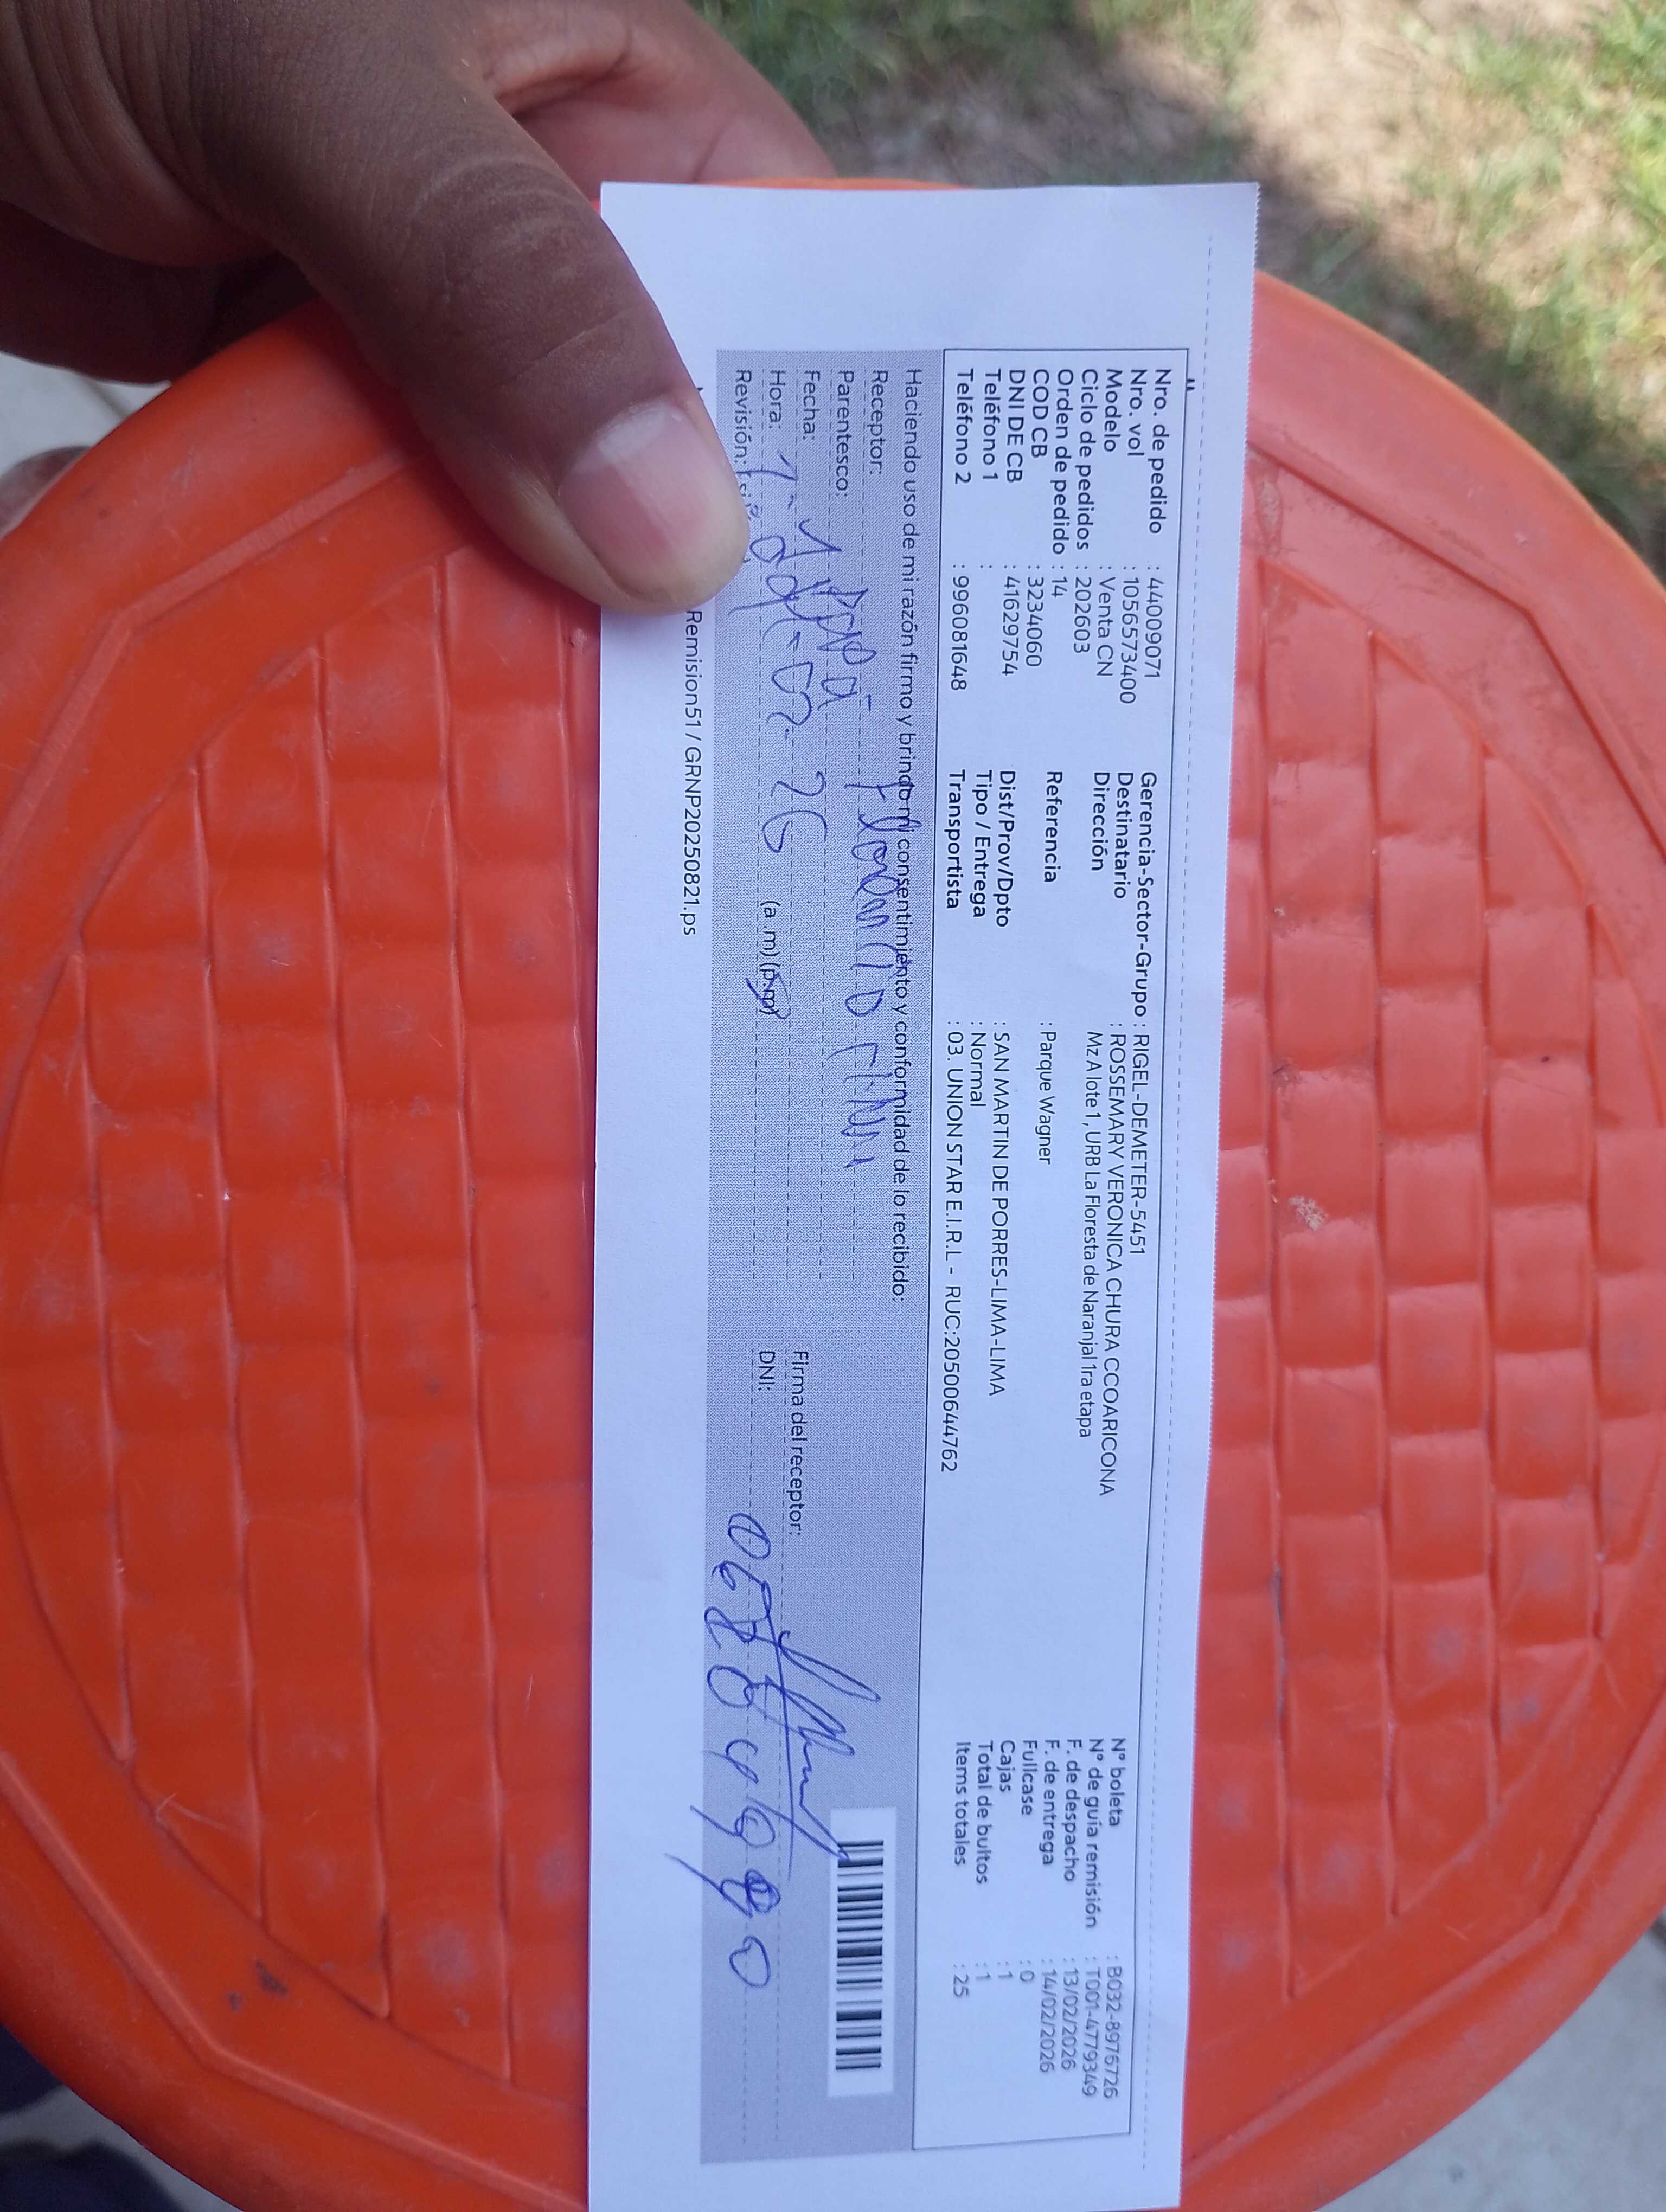 Nro. de pedido : 44009071
Nro. vol : 1056573400
Modelo : Venta CN
Ciclo de pedidos : 202603
Orden de pedido : 14
COD CB : 3234060
DNI DE CB : 41629754
Teléfono 1 :
Teléfono 2 : 996081648
Gerencia-Sector-Grupo : RIGEL-DEMETER-5451
Destinatario : ROSSEMARY VERONICA CHURA CCOARICONA
Dirección Mz A lote 1 , URB La Floresta de Naranjal 1ra etapa
Referencia : Parque Wagner
Dist/Prov/Dpto : SAN MARTIN DE PORRES-LIMA-LIMA
Tipo / Entrega : Normal
Transportista : 03. UNION STAR E.I.R.L - RUC:20500644762
N° boleta : B032-8976726
N° de guía remisión : T001-4779349
F. de despacho : 13/02/2026
F. de entrega : 14/02/2026
Fullcase : 0
Cajas : 1
Total de bultos : 1
Items totales : 25
Haciendo uso de mi razón firmo y brindo mi consentimiento y conformidad de lo recibido:
Receptor:
Parentesco:
Fecha: 26
Hora: (a. m) (p.m)
Revisión:
Firma del receptor:
DNI:
Remision51 / GRNP20250821.ps